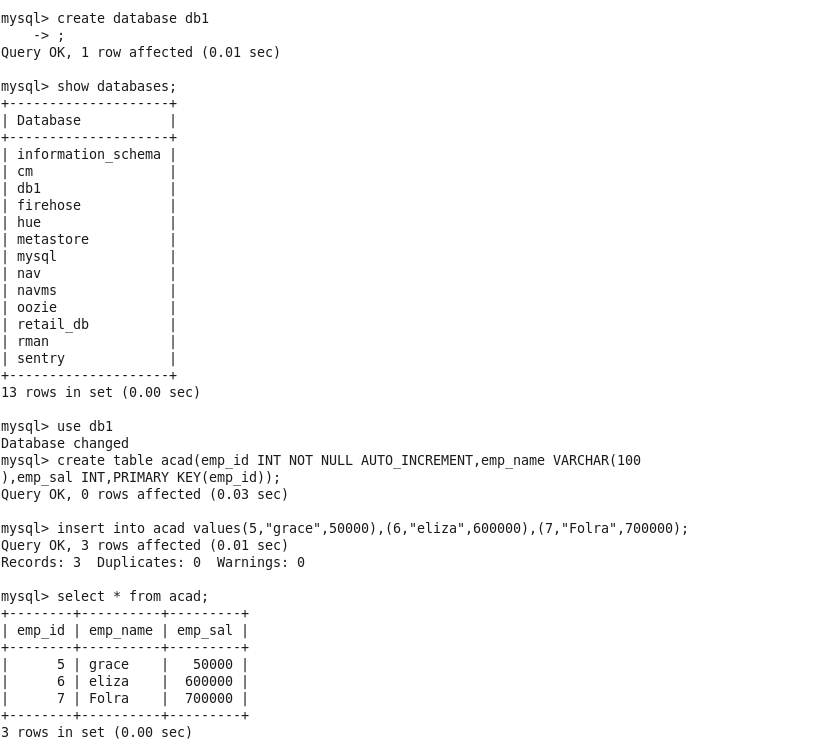 mysql> create database db1
    -> ;
Query OK, 1 row affected (0.01 sec)

mysql> show databases;
+--------------------+
| Database           |
+--------------------+
| information_schema |
| cm                 |
| db1                |
| firehose           |
| hue                |
| metastore          |
| mysql              |
| nav                |
| navms              |
| oozie              |
| retail_db          |
| rman               |
| sentry             |
+--------------------+
13 rows in set (0.00 sec)

mysql> use db1
Database changed
mysql> create table acad(emp_id INT NOT NULL AUTO_INCREMENT,emp_name VARCHAR(100
),emp_sal INT,PRIMARY KEY(emp_id));
Query OK, 0 rows affected (0.03 sec)

mysql> insert into acad values(5,"grace",50000),(6,"eliza",600000),(7,"Folra",700000);
Query OK, 3 rows affected (0.01 sec)
Records: 3  Duplicates: 0  Warnings: 0

mysql> select * from acad;
+--------+----------+---------+
| emp_id | emp_name | emp_sal |
+--------+----------+---------+
|      5 | grace    |   50000 |
|      6 | eliza    |  600000 |
|      7 | Folra    |  700000 |
+--------+----------+---------+
3 rows in set (0.00 sec)